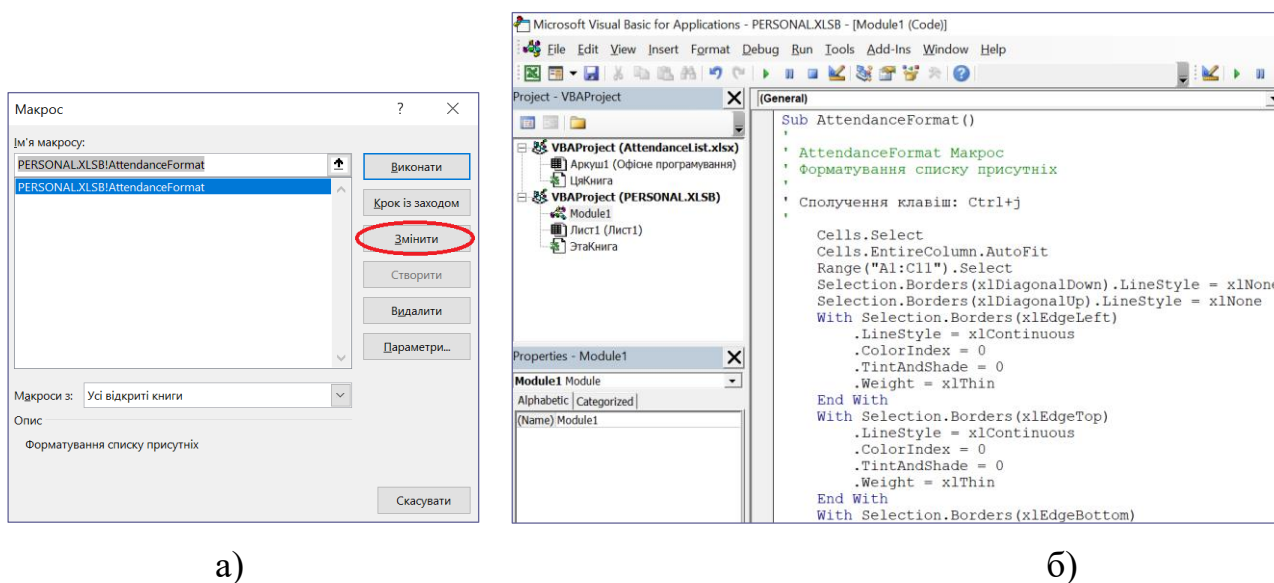 Макрос
?
Ім'я макросу:
PERSONAL.XLSB!AttendanceFormat
PERSONAL.XLSB!AttendanceFormat
Виконати
Крок із заходом
Змінити
Створити
Видалити
Параметри...
Макроси з: Усі відкриті книги
Опис
Форматування списку присутніх
Скасувати
а)
Microsoft Visual Basic for Applications - PERSONAL.XLSB - [Module1 (Code)]
File Edit View Insert Format Debug Run Tools Add-Ins Window Help
Project - VBAProject
VBAProject (AttendanceList.xlsx)
Аркуш1 (Офісне програмування)
ЦяКнига
VBAProject (PERSONAL.XLSB)
Module1
Лист1 (Лист1)
ЭтаКнига
Properties - Module1
Module1 Module
Alphabetic Categorized
(Name) Module1
(General)
Sub AttendanceFormat()
'
' AttendanceFormat Макрос
' Форматування списку присутніх
'
' Сполучення клавіш: Ctrl+j
'
Cells.Select
Cells.EntireColumn.AutoFit
Range("A1:C11").Select
Selection.Borders(xlDiagonalDown).LineStyle = xlNone
Selection.Borders(xlDiagonalUp).LineStyle = xlNone
With Selection.Borders(xlEdgeLeft)
.LineStyle = xlContinuous
.ColorIndex = 0
.TintAndShade = 0
.Weight = xlThin
End With
With Selection.Borders(xlEdgeTop)
.LineStyle = xlContinuous
.ColorIndex = 0
.TintAndShade = 0
.Weight = xlThin
End With
With Selection.Borders(xlEdgeBottom)
б)